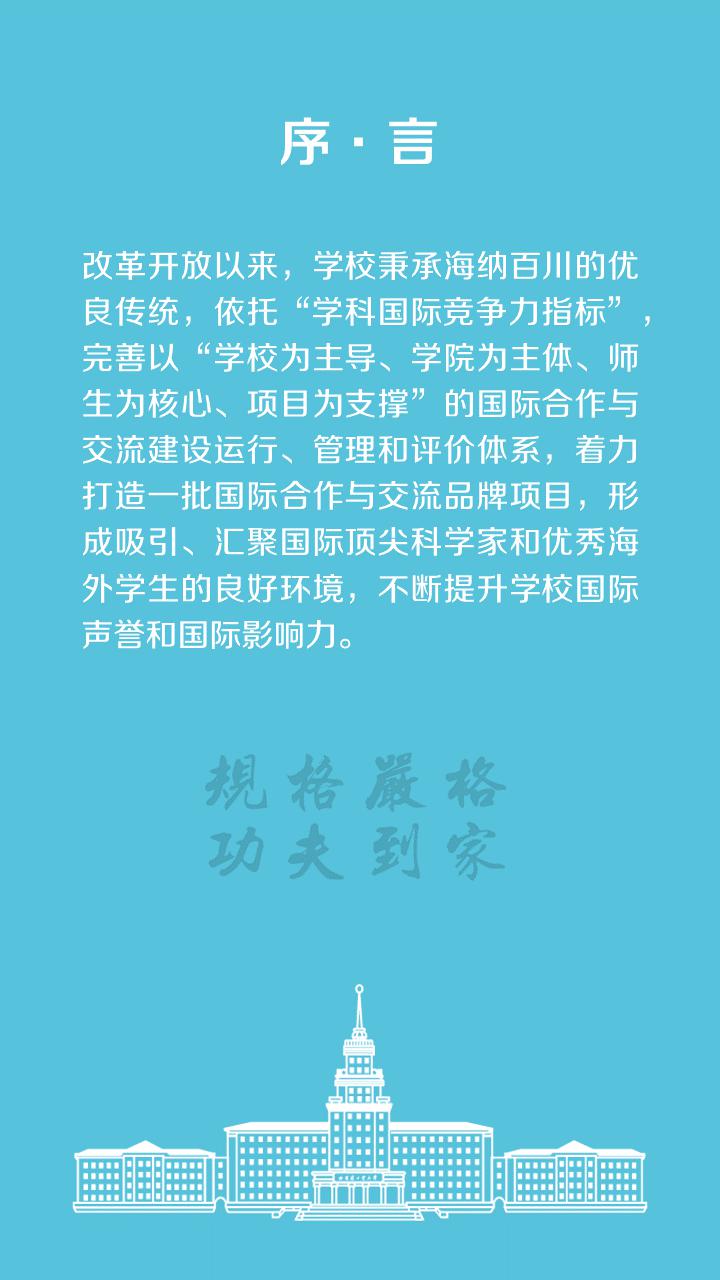 序·言
改革开放以来，学校秉承海纳百川的优
良传统，依托“学科国际竞争力指标”，
完善以“学校为主导、学院为主体、师
生为核心、项目为支撑”的国际合作与
交流建设运行、管理和评价体系，着力
打造一批国际合作与交流品牌项目，形
成吸引、汇聚国际顶尖科学家和优秀海
外学生的良好环境，不断提升学校国际
声誉和国际影响力。
規格嚴格
功夫到家